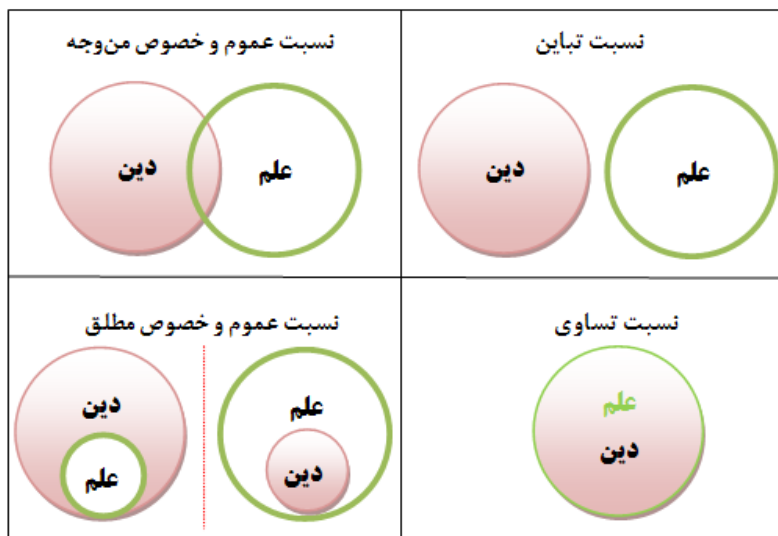 نسبت تباین
دین
علم
نسبت عموم و خصوص من‌وجه
دین
علم
نسبت تساوی
علم
دین
نسبت عموم و خصوص مطلق
علم
دین
دین
علم